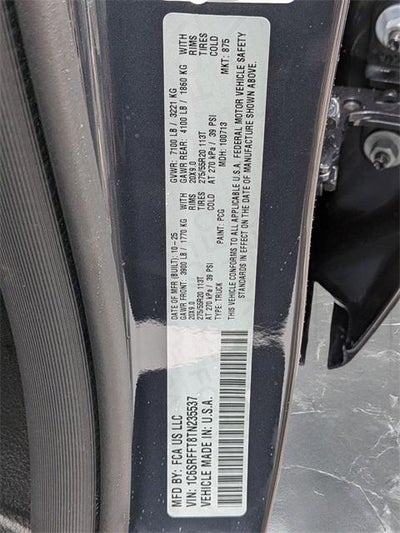 MFD BY: FCA US LLC
DATE OF MFR (BUILT): 10-25
GVWR: 7100 LB / 3221 KG
GAWR FRONT: 3900 LB / 1770 KG
WITH
GAWR REAR: 4100 LB / 1860 KG
WITH
20X9.0
RIMS
20X9.0
RIMS
275/55R20 113T
TIRES
275/55R20 113T
TIRES
AT 270 kPa / 39 PSI
COLD
AT 270 kPa / 39 PSI
COLD
VIN: 1C6SRFFT8TN235537
TYPE: TRUCK
PAINT: PCG
MDH: 100713
MKT: 875
VEHICLE MADE IN: U.S.A.
THIS VEHICLE CONFORMS TO ALL APPLICABLE U.S.A. FEDERAL MOTOR VEHICLE SAFETY
STANDARDS IN EFFECT ON THE DATE OF MANUFACTURE SHOWN ABOVE.